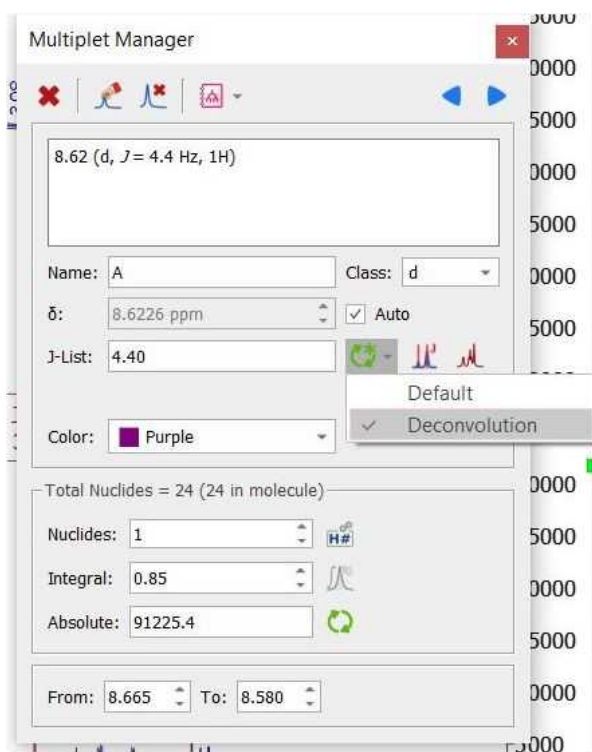 Multiplet Manager
8.62 (d, J = 4.4 Hz, 1H)
Name: A Class: d
δ: 8.6226 ppm Auto
J-List: 4.40
Default
Deconvolution
Color: Purple
Total Nuclides = 24 (24 in molecule)
Nuclides: 1 H#
Integral: 0.85
Absolute: 91225.4
From: 8.665 To: 8.580
5000
0000
5000
0000
5000
0000
5000
0000
5000
0000
5000
0000
5000